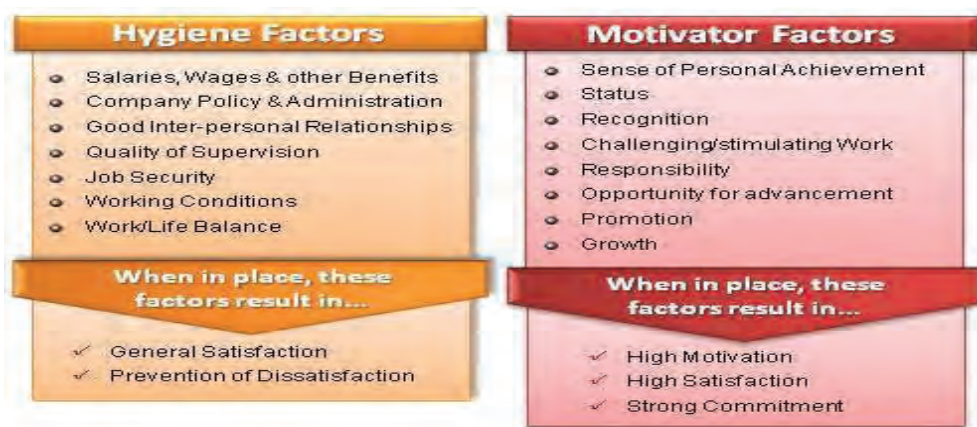 Hygiene Factors
Salaries, Wages & other Benefits
Company Policy & Administration
Good Inter-personal Relationships
Quality of Supervision
Job Security
Working Conditions
Work/Life Balance
When in place, these
factors result in...
General Satisfaction
Prevention of Dissatisfaction
Motivator Factors
Sense of Personal Achievement
Status
Recognition
Challenging/stimulating Work
Responsibility
Opportunity for advancement
Promotion
Growth
When in place, these
factors result in...
High Motivation
High Satisfaction
Strong Commitment